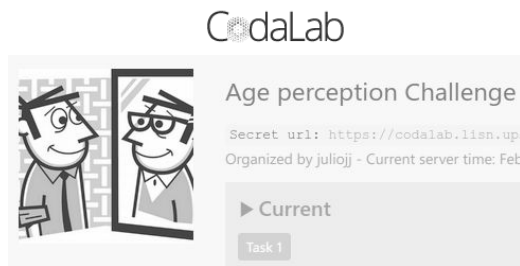 CodaLab
Age perception Challenge
Secret url: https://codalab.lisn.up
Organized by juliojj - Current server time: Feb
▶ Current
Task 1